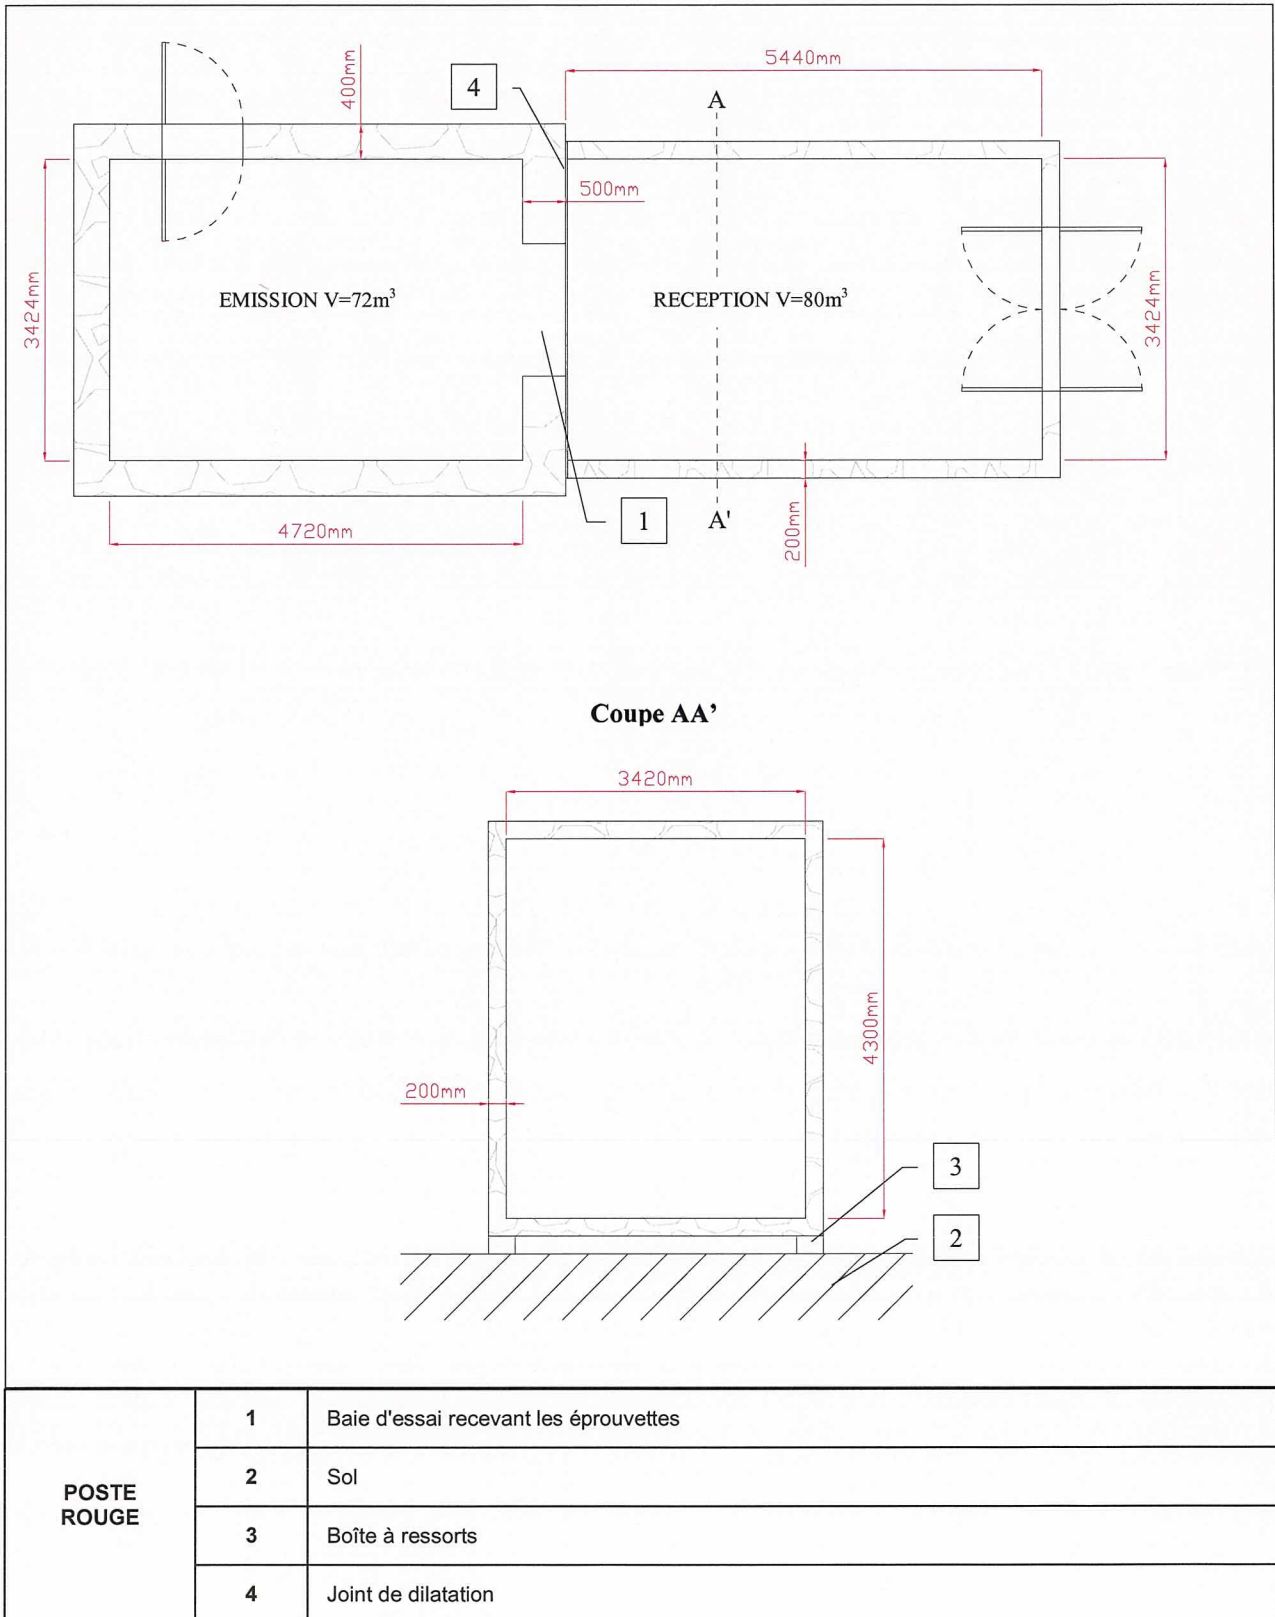 400mm
4
5440mm
A
500mm
3424mm
EMISSION V=72m³
RECEPTION V=80m³
3424mm
4720mm
1
A'
200mm
Coupe AA’
3420mm
4300mm
200mm
3
2
POSTE
ROUGE
1 Baie d'essai recevant les éprouvettes
2 Sol
3 Boîte à ressorts
4 Joint de dilatation